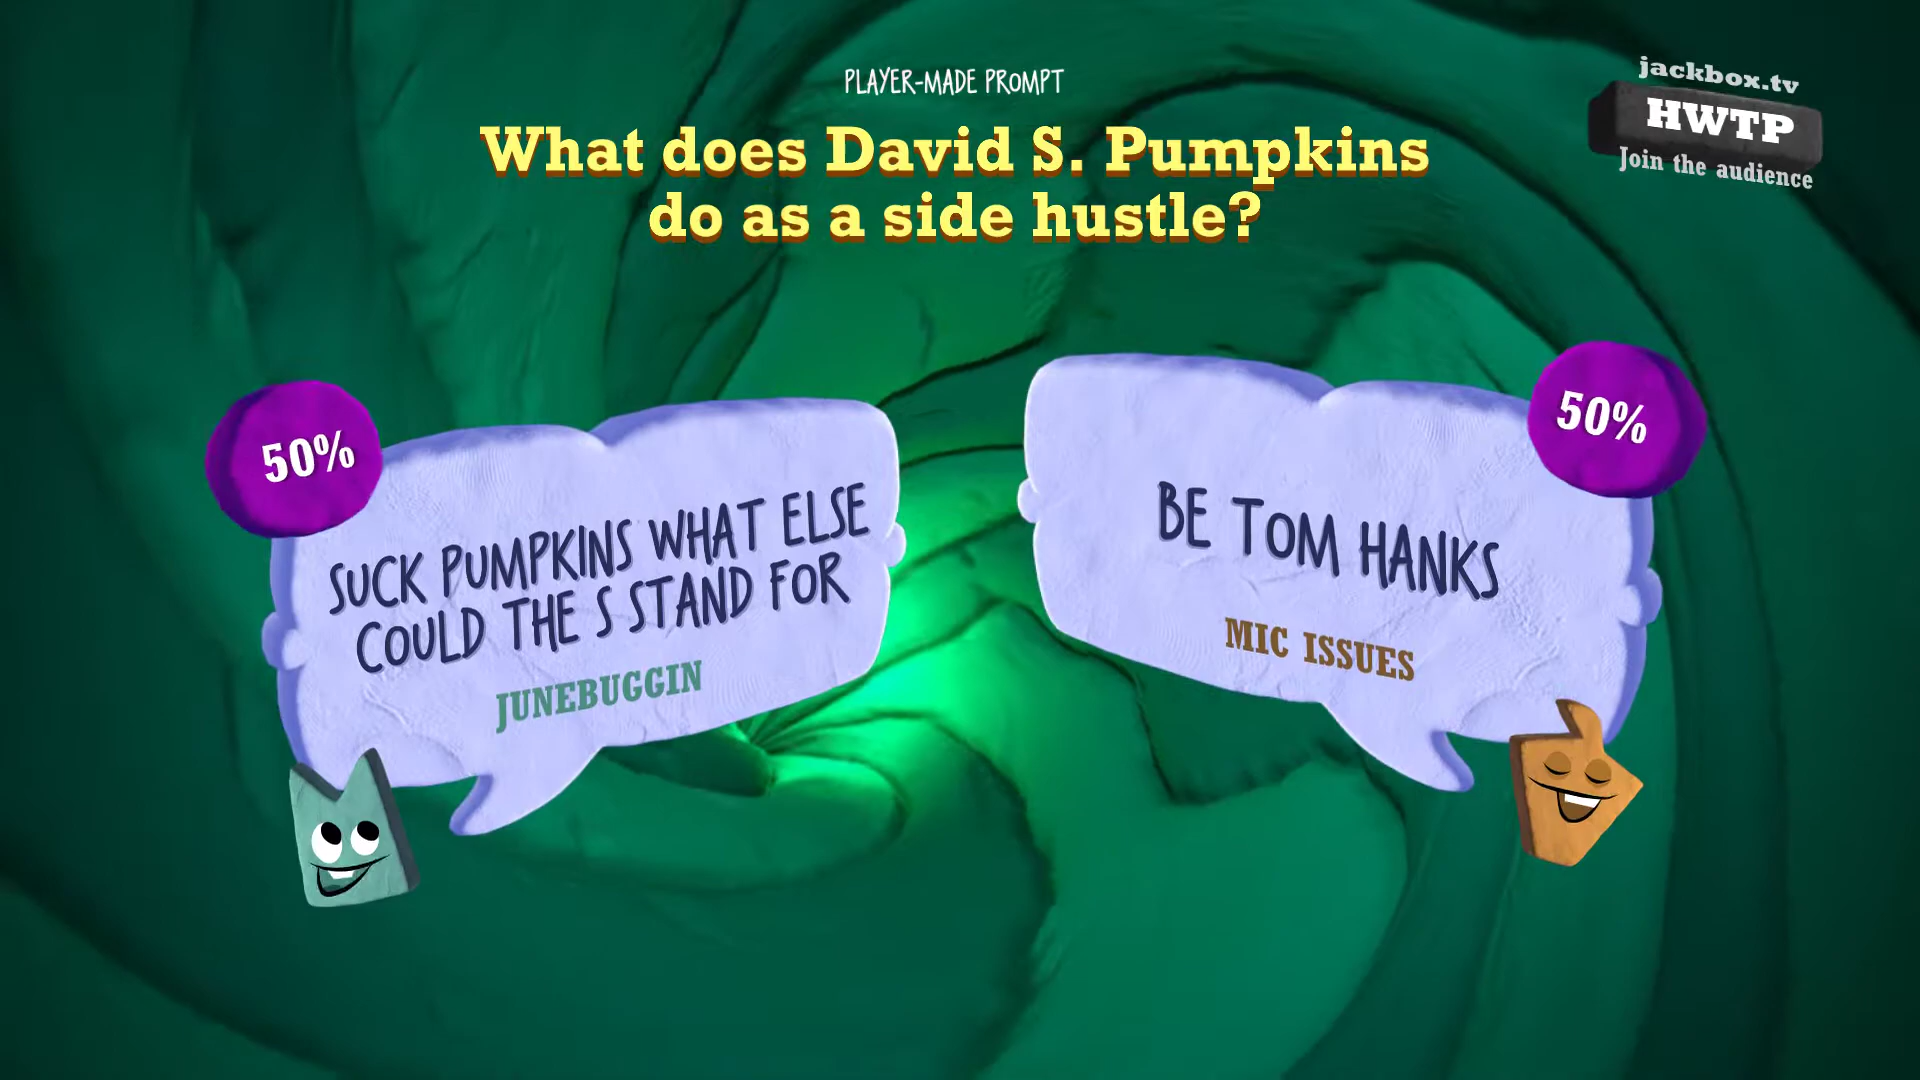 PLAYER-MADE PROMPT
What does David S. Pumpkins
do as a side hustle?
jackbox.tv
HWTP
Join the audience
50%
SUCK PUMPKINS WHAT ELSE
COULD THE S STAND FOR
JUNEBUGGIN
50%
BE TOM HANKS
MIC ISSUES